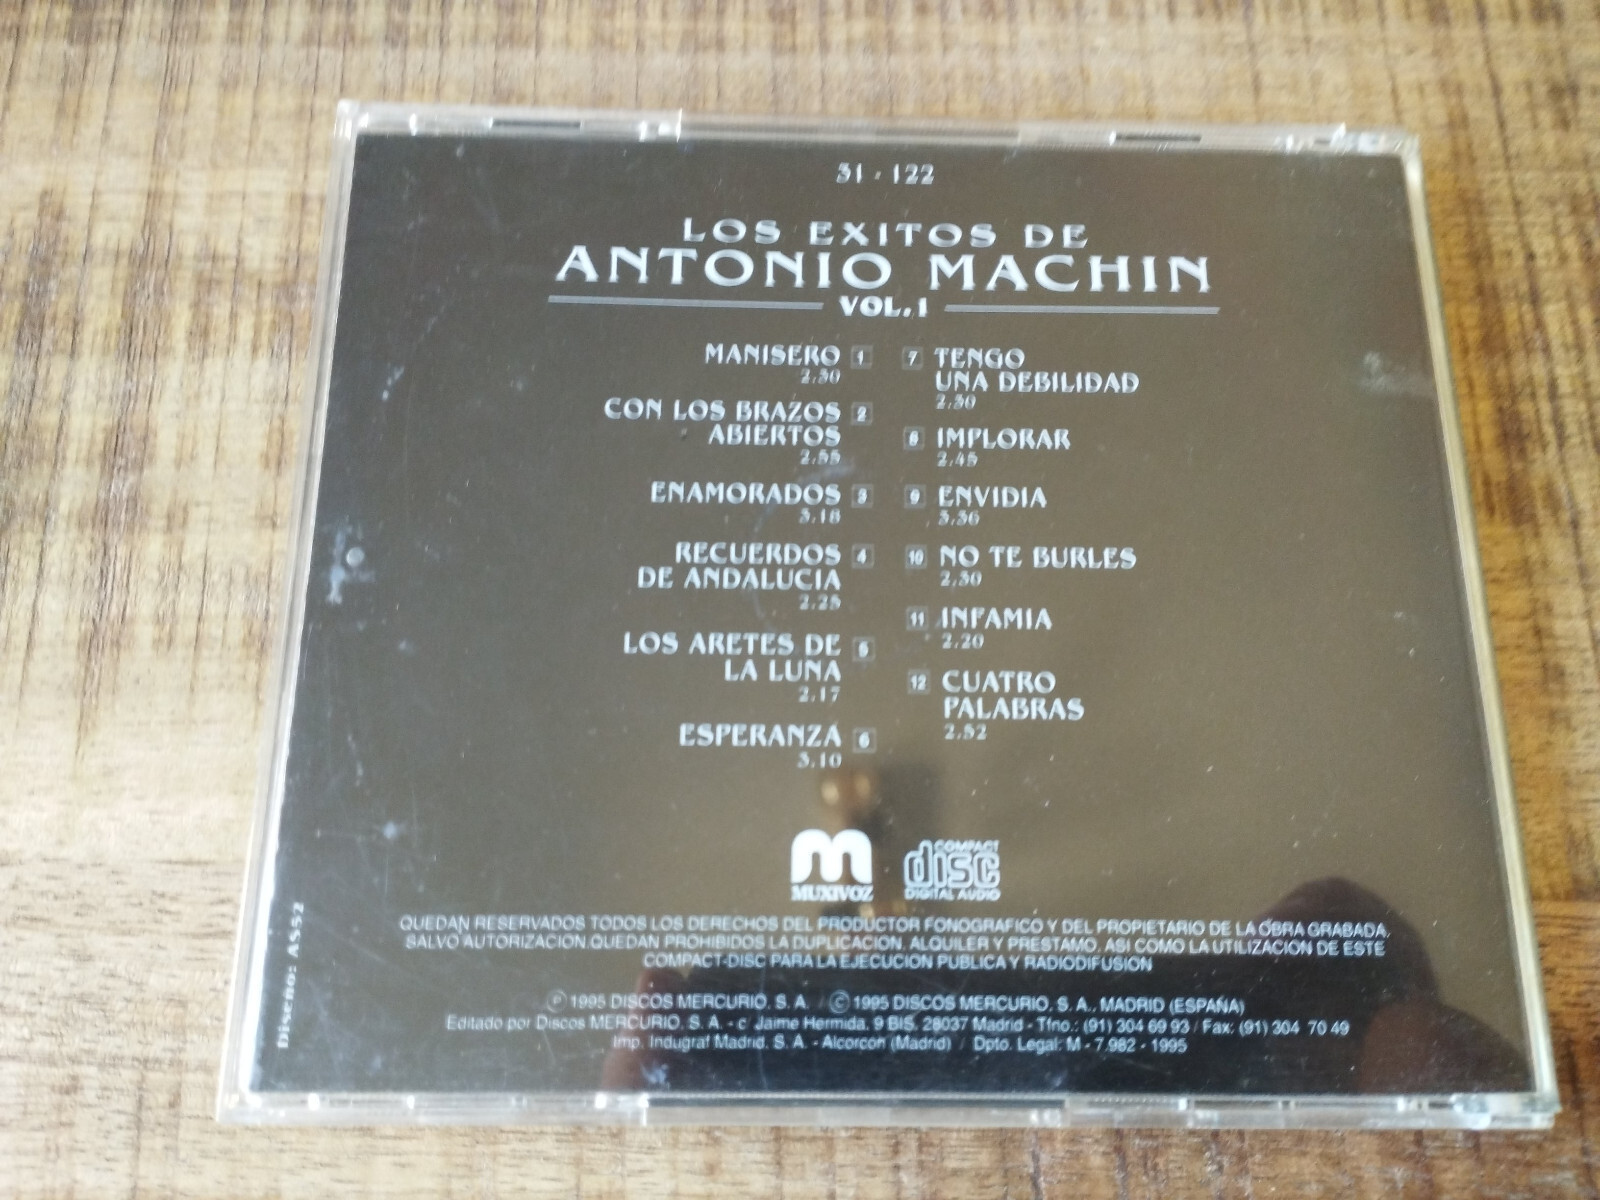 31 - 122
LOS EXITOS DE
ANTONIO MACHIN
VOL. 1
MANISERO 1
2.30
CON LOS BRAZOS 2
ABIERTOS
2.55
ENAMORADOS 3
3.18
RECUERDOS 4
DE ANDALUCIA
2.25
LOS ARETES DE 5
LA LUNA
2.17
ESPERANZA 6
3.10
7 TENGO
UNA DEBILIDAD
2.30
8 IMPLORAR
2.45
9 ENVIDIA
3.36
10 NO TE BURLES
2.30
11 INFAMIA
2.20
12 CUATRO
PALABRAS
2.52
MUXIVOZ
COMPACT
disc
DIGITAL AUDIO
QUEDAN RESERVADOS TODOS LOS DERECHOS DEL PRODUCTOR FONOGRAFICO Y DEL PROPIETARIO DE LA OBRA GRABADA.
SALVO AUTORIZACION QUEDAN PROHIBIDOS LA DUPLICACION, ALQUILER Y PRESTAMO, ASI COMO LA UTILIZACION DE ESTE
COMPACT-DISC PARA LA EJECUCION PUBLICA Y RADIODIFUSION
Ⓟ 1995 DISCOS MERCURIO, S. A. / © 1995 DISCOS MERCURIO, S. A., MADRID (ESPAÑA)
Editado por Discos MERCURIO, S. A. - c/ Jaime Hermida, 9 BIS. 28037 Madrid - Tfno.: (91) 304 69 93 / Fax: (91) 304 70 49
Imp. Indugraf Madrid, S. A. - Alcorcón (Madrid) / Dpto. Legal: M - 7.982 - 1995
Diseño: A552